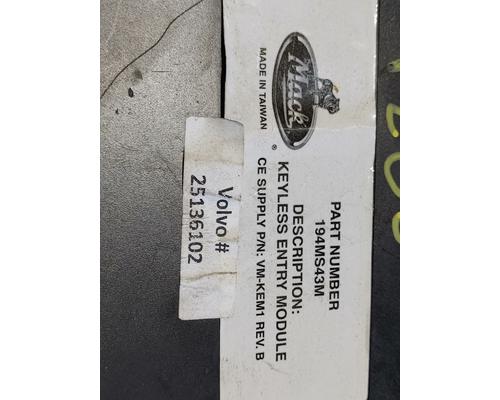 Mack
®
MADE IN TAIWAN
PART NUMBER
194MS43M
DESCRIPTION:
KEYLESS ENTRY MODULE
CE SUPPLY P/N: VM-KEM1 REV. B
Volvo #
25136102